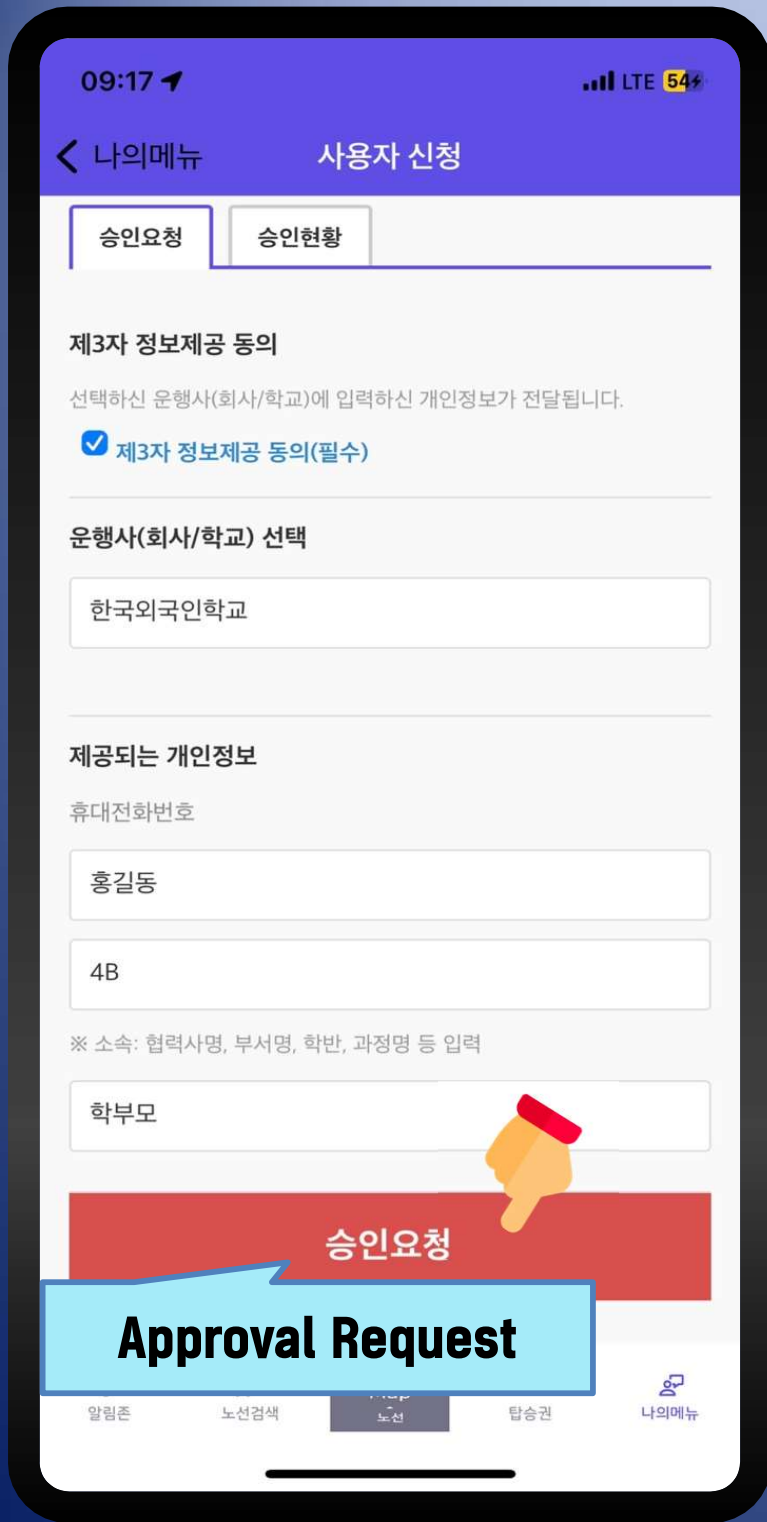 09:17
LTE 54
나의메뉴
사용자 신청
승인요청
승인현황
제3자 정보제공 동의
선택하신 운행사(회사/학교)에 입력하신 개인정보가 전달됩니다.
제3자 정보제공 동의(필수)
운행사(회사/학교) 선택
한국외국인학교
제공되는 개인정보
휴대전화번호
홍길동
4B
※ 소속: 협력사명, 부서명, 학반, 과정명 등 입력
학부모
승인요청
Approval Request
알림존
노선검색
노선
탑승권
나의메뉴